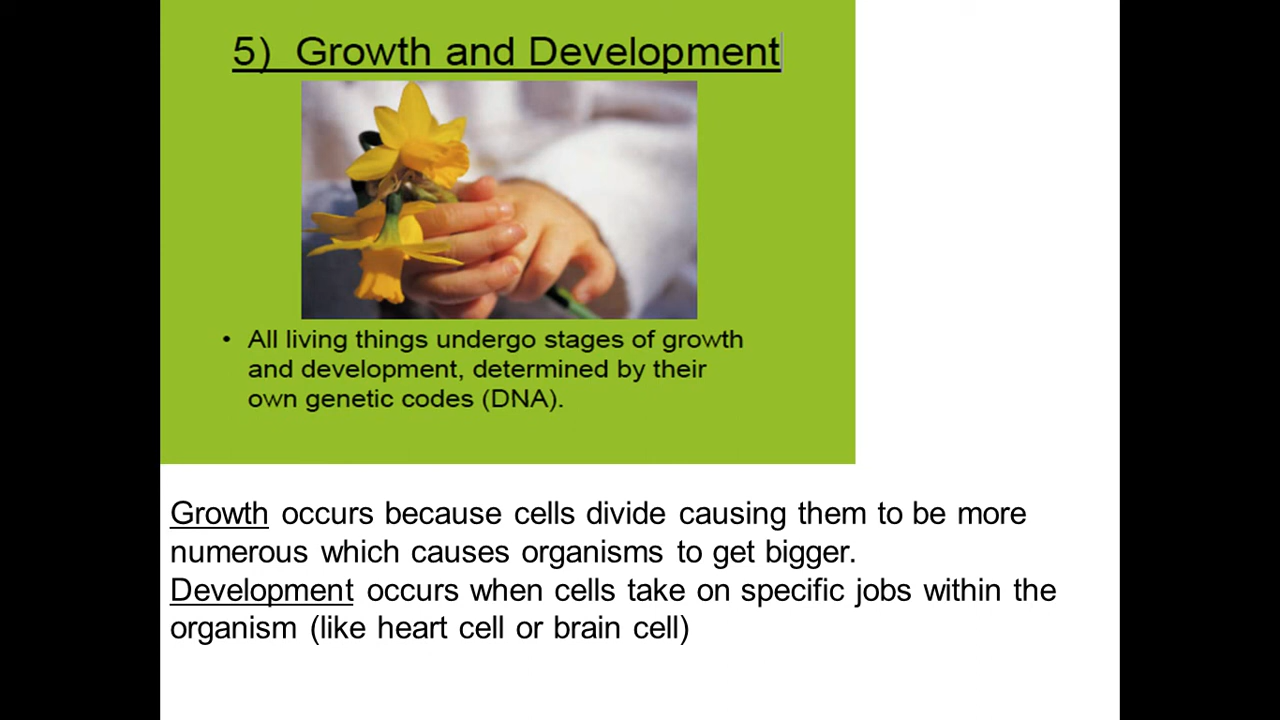 5) Growth and Development
• All living things undergo stages of growth
and development, determined by their
own genetic codes (DNA).
Growth occurs because cells divide causing them to be more
numerous which causes organisms to get bigger.
Development occurs when cells take on specific jobs within the
organism (like heart cell or brain cell)